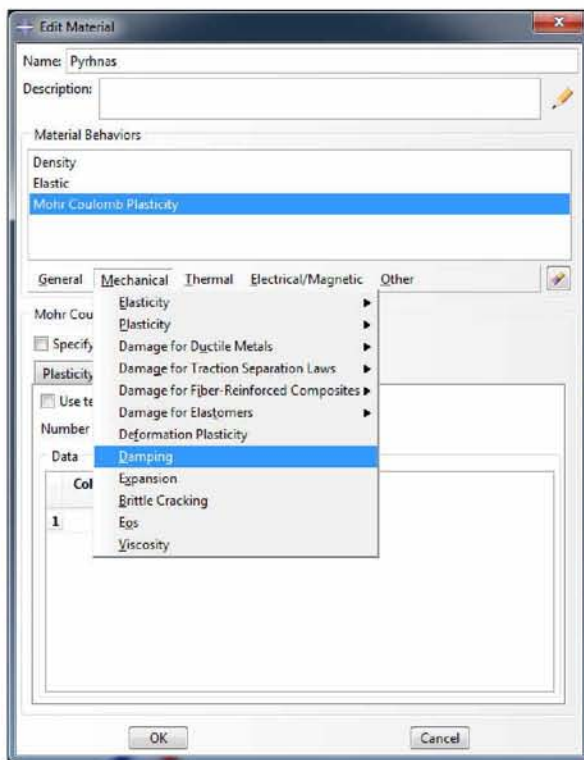 Edit Material
Name: Pyrhnas
Description:
Material Behaviors
Density
Elastic
Mohr Coulomb Plasticity
General Mechanical Thermal Electrical/Magnetic Other
Elasticity
Mohr Cou
Plasticity
Specify
Damage for Ductile Metals
Damage for Traction Separation Laws
Plasticity
Damage for Fiber-Reinforced Composites
Use te
Damage for Elastomers
Number
Deformation Plasticity
Data
Damping
Expansion
Col
Brittle Cracking
1
Eos
Viscosity
OK Cancel